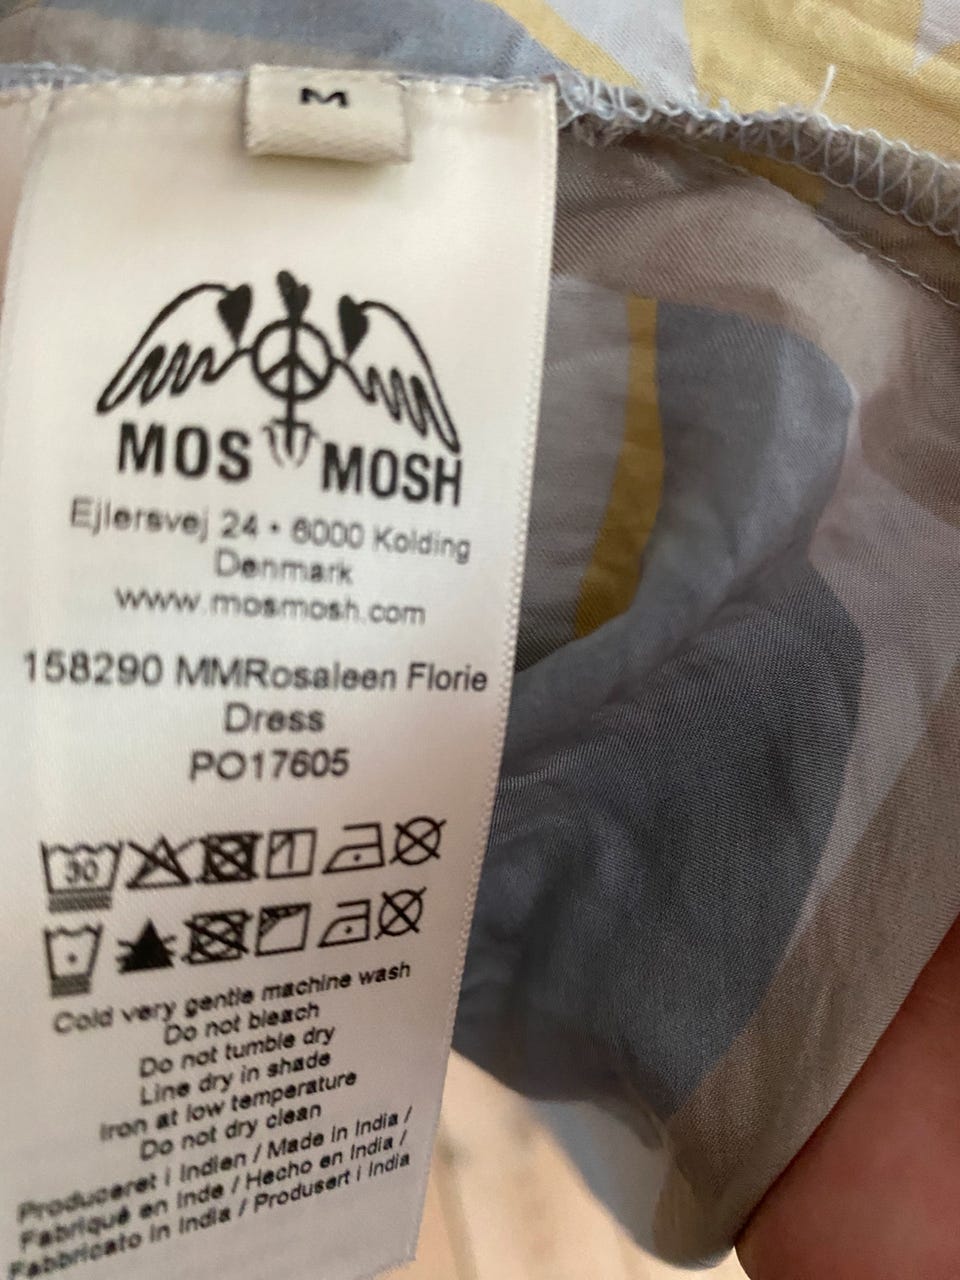 M
MOS MOSH
Ejlersvej 24 • 6000 Kolding
Denmark
www.mosmosh.com
158290 MMRosaleen Florie
Dress
PO17605
30
Cold very gentle machine wash
Do not bleach
Do not tumble dry
Line dry in shade
Iron at low temperature
Do not dry clean
Produceret i Indien / Made in India /
Fabriqué en Inde / Hecho en India /
Fabbricato in India / Produsert i India